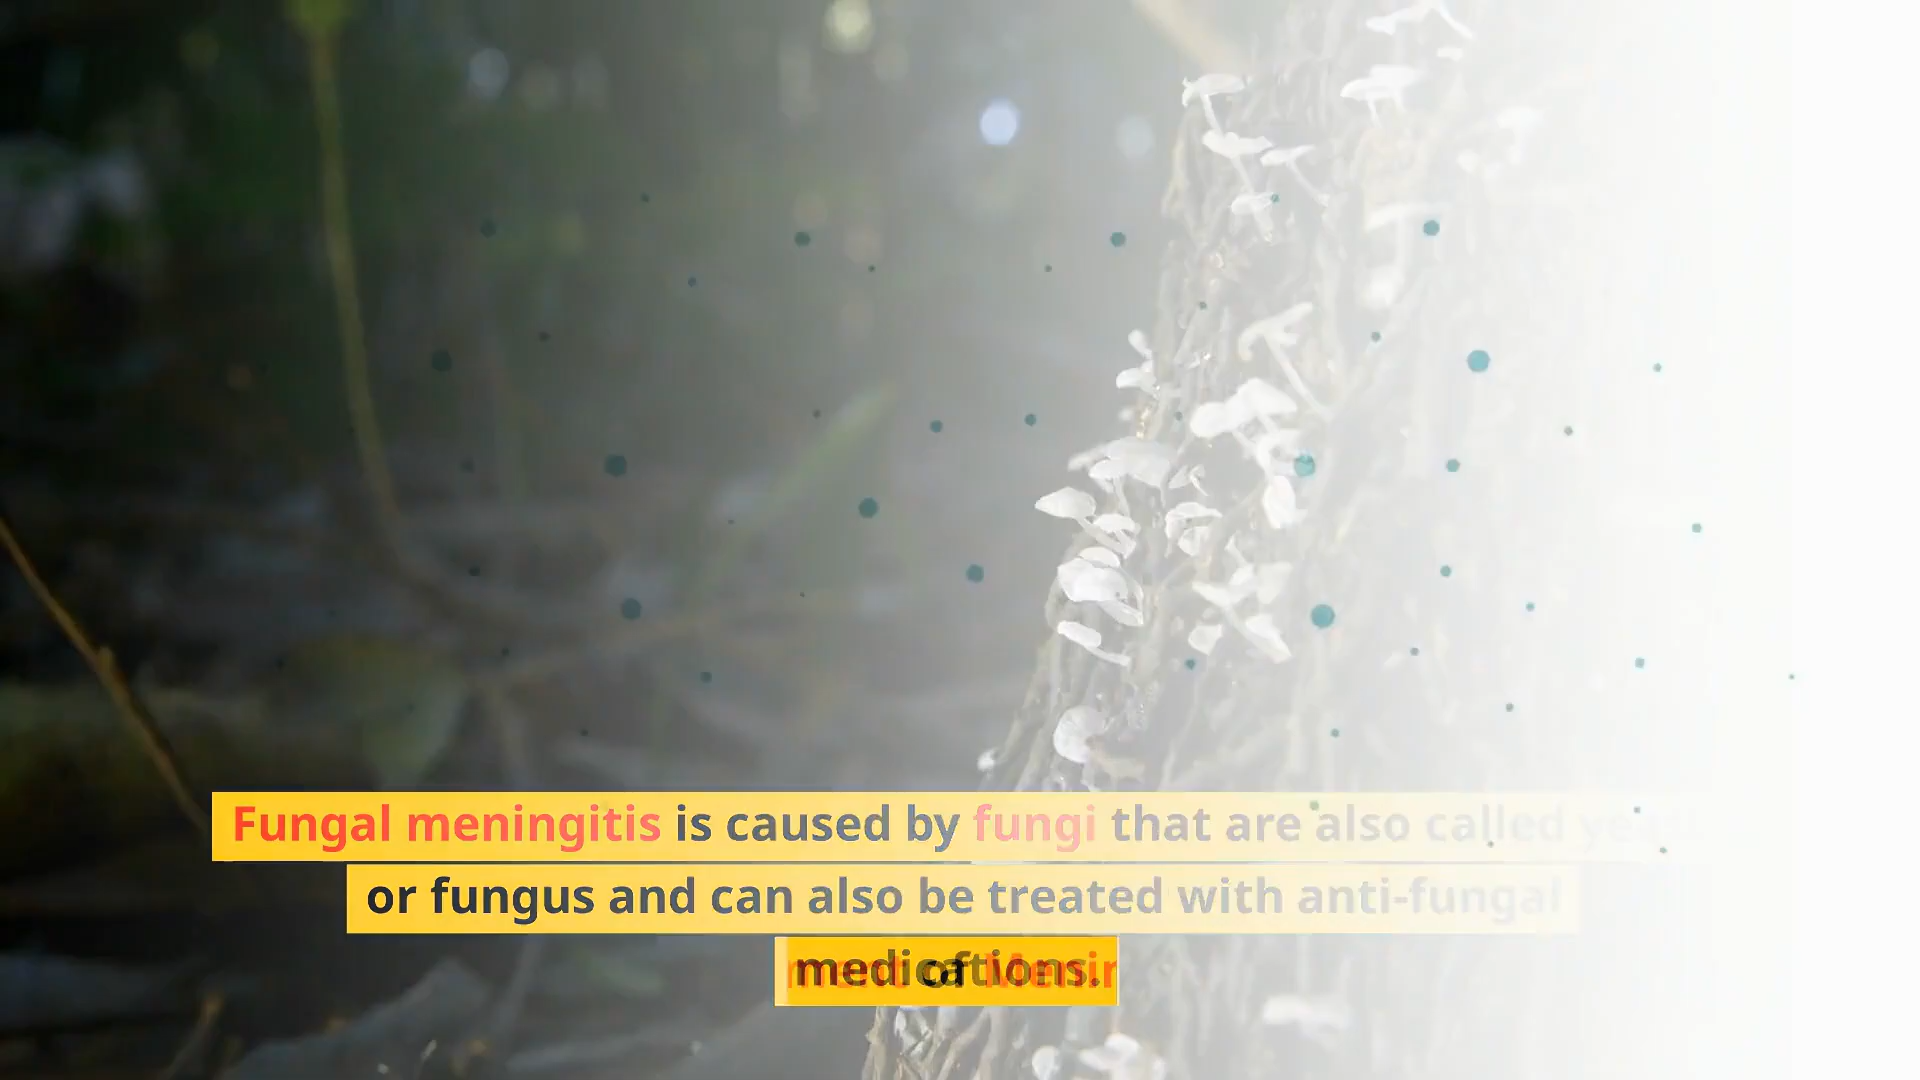 Fungal meningitis is caused by fungi that are also called
or fungus and can also be treated with anti-fungal
medications.